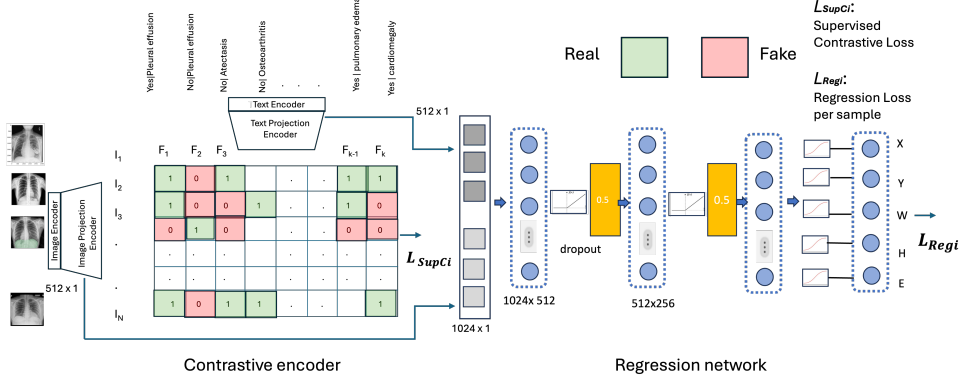 L_SupCi:
Supervised
Contrastive Loss
Real
Fake
L_Regi:
Regression Loss
per sample
Yes|Pleural effusion
No|Pleural effusion
No| Atectasis
No| Osteoarthritis
. . .
Yes | pulmonary edema
Yes | cardiomegaly
Text Encoder
Text Projection
Encoder
512 x 1
F1 F2 F3 Fk-1 Fk
I1
I2
I3
.
.
IN
1 0 1 . . 1 1
1 0 0 1 . . 1 0
0 1 0 . . 0 0
. . . . . .
1 0 1 1 . . 1
Image Encoder
Image Projection
Encoder
512 x 1
L_SupCi
1024 x 1
1024x 512
dropout
0.5
512x256
0.5
X
Y
W
H
E
L_Regi
Contrastive encoder
Regression network